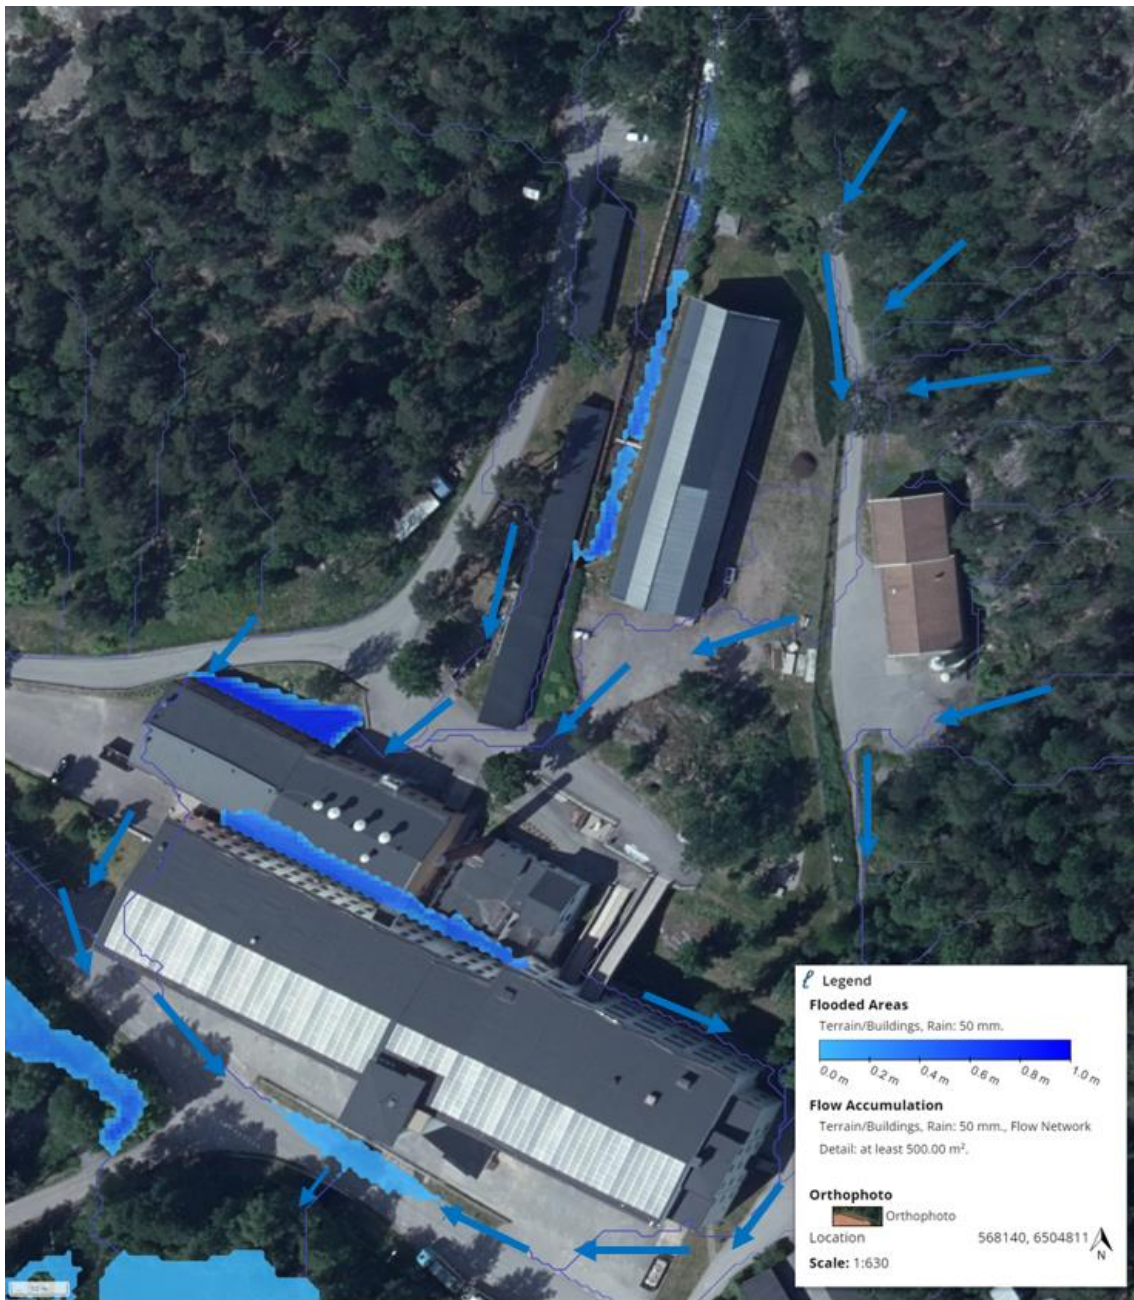 Legend
Flooded Areas
Terrain/Buildings, Rain: 50 mm.
0.0 m 0.2 m 0.4 m 0.6 m 0.8 m 1.0 m
Flow Accumulation
Terrain/Buildings, Rain: 50 mm., Flow Network
Detail: at least 500.00 m².
Orthophoto
Orthophoto
Location 568140, 6504811
N
Scale: 1:630